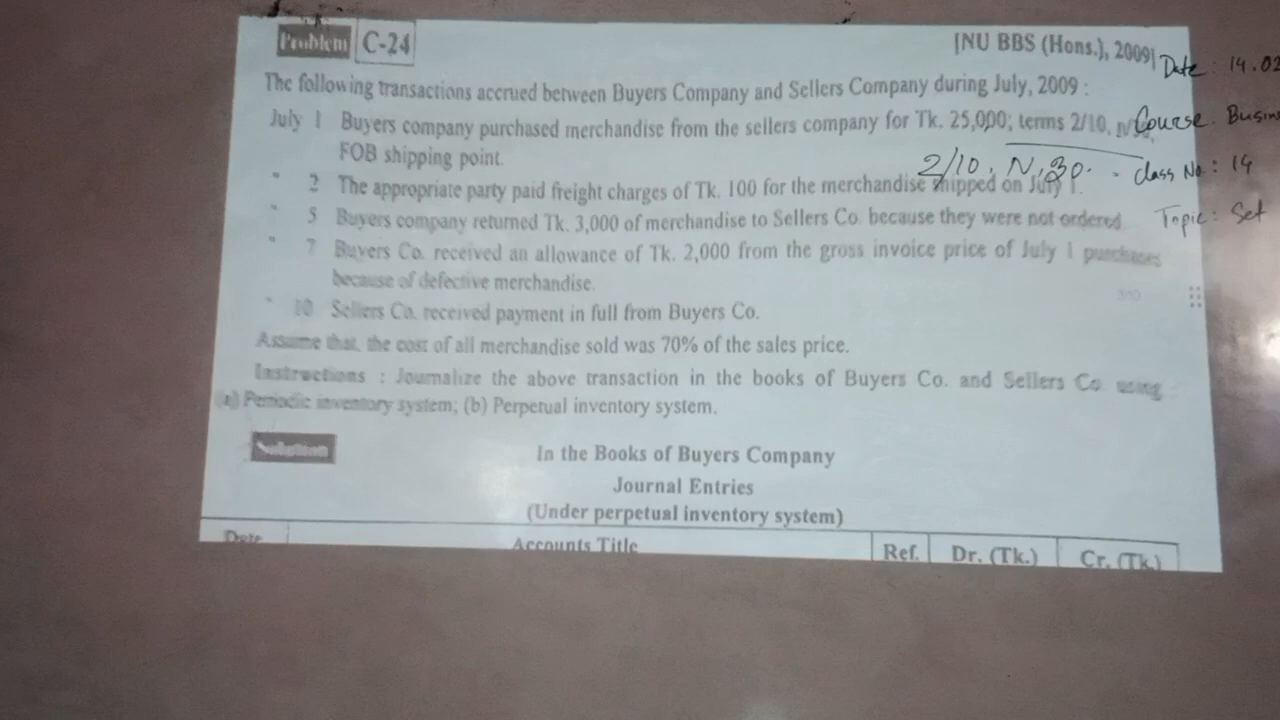 Problem C-24 [NU BBS (Hons.), 2009]
Date: 14.02
The following transactions accrued between Buyers Company and Sellers Company during July, 2009 :
July 1 Buyers company purchased merchandise from the sellers company for Tk. 25,000; terms 2/10,
Course. Busine
FOB shipping point.
2/10, N, 30.
Class No.: 14
" 2 The appropriate party paid freight charges of Tk. 100 for the merchandise shipped on July 1.
" 5 Buyers company returned Tk. 3,000 of merchandise to Sellers Co. because they were not ordered.
Topic: Set
" 7 Buyers Co. received an allowance of Tk. 2,000 from the gross invoice price of July 1 purchases
because of defective merchandise.
" 10 Sellers Co. received payment in full from Buyers Co.
Assume that, the cost of all merchandise sold was 70% of the sales price.
Instructions : Journalize the above transaction in the books of Buyers Co. and Sellers Co using
a) Periodic inventory system; (b) Perpetual inventory system.
Solution
In the Books of Buyers Company
Journal Entries
(Under perpetual inventory system)
Date Accounts Title Ref. Dr. (Tk.) Cr. (Tk.)